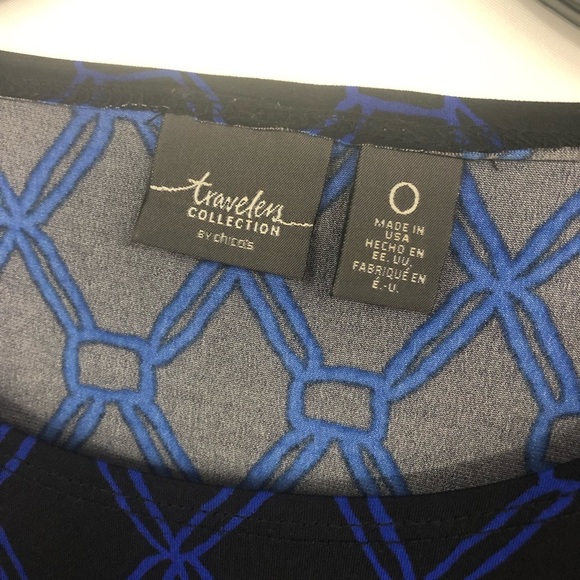 travelers
COLLECTION
BY chico's
0
MADE IN
USA
HECHO EN
EE. UU.
FABRIQUÉ EN
É.-U.